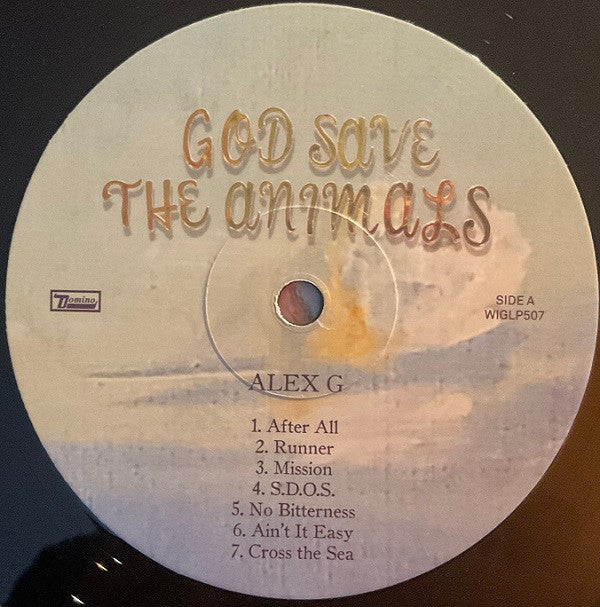 GOD SAVE
THE ANIMALS
Domino
SIDE A
WIGLP507
ALEX G
1. After All
2. Runner
3. Mission
4. S.D.O.S.
5. No Bitterness
6. Ain't It Easy
7. Cross the Sea